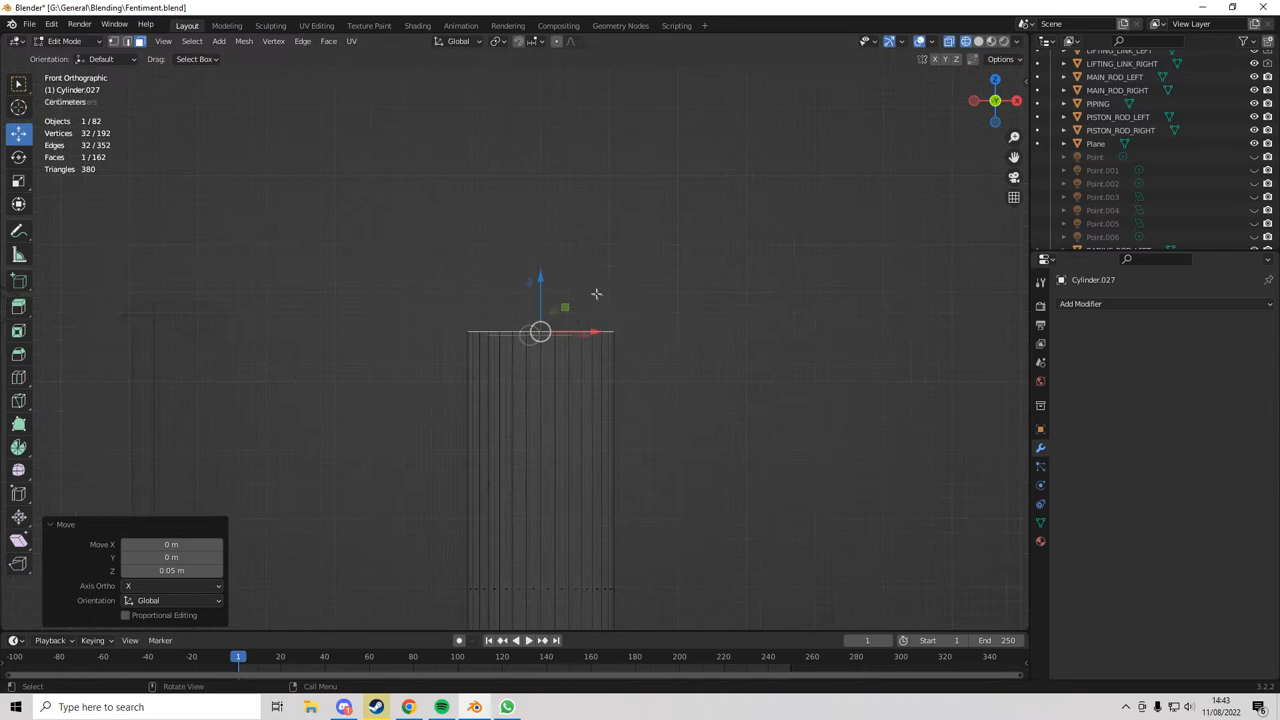 Blender* [G:\General\Blending\Fentiment.blend]
File Edit Render Window Help Layout Modeling Sculpting UV Editing Texture Paint Shading Animation Rendering Compositing Geometry Nodes Scripting + Scene View Layer
Edit Mode View Select Add Mesh Vertex Edge Face UV Global
Orientation: Default Drag: Select Box X Y Z Options
Front Orthographic
(1) Cylinder.027
Centimeters
Objects 1/82
Vertices 32/192
Edges 32/352
Faces 1/162
Triangles 380
Z
Y
X
LIFTING_LINK_LEFT
LIFTING_LINK_RIGHT
MAIN_ROD_LEFT
MAIN_ROD_RIGHT
PIPING
PISTON_ROD_LEFT
PISTON_ROD_RIGHT
Plane
Point
Point.001
Point.002
Point.003
Point.004
Point.005
Point.006
RADIUS_ROD_LEFT
Cylinder.027
Add Modifier
Move
Move X 0 m
Y 0 m
Z 0.05 m
Axis Ortho X
Orientation Global
Proportional Editing
Playback Keying View Marker 1 Start 1 End 250
-100 -80 -60 -40 -20 1 20 40 60 80 100 120 140 160 180 200 220 240 260 280 300 320 340
Select Rotate View Call Menu 3.2.2
Type here to search
14:43
11/08/2022
6